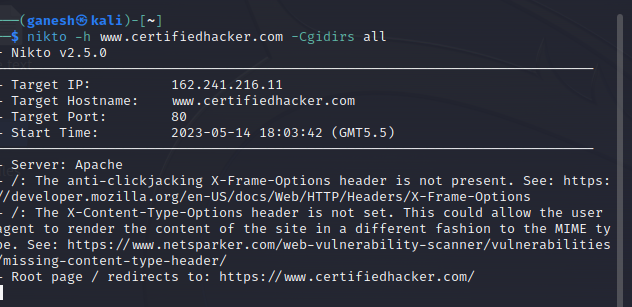 (ganesh㉿kali)-[~]
$ nikto -h www.certifiedhacker.com -Cgidirs all
- Nikto v2.5.0
- Target IP: 162.241.216.11
- Target Hostname: www.certifiedhacker.com
- Target Port: 80
- Start Time: 2023-05-14 18:03:42 (GMT5.5)
- Server: Apache
- /: The anti-clickjacking X-Frame-Options header is not present. See: https:
//developer.mozilla.org/en-US/docs/Web/HTTP/Headers/X-Frame-Options
- /: The X-Content-Type-Options header is not set. This could allow the user
agent to render the content of the site in a different fashion to the MIME ty
pe. See: https://www.netsparker.com/web-vulnerability-scanner/vulnerabilities
/missing-content-type-header/
- Root page / redirects to: https://www.certifiedhacker.com/